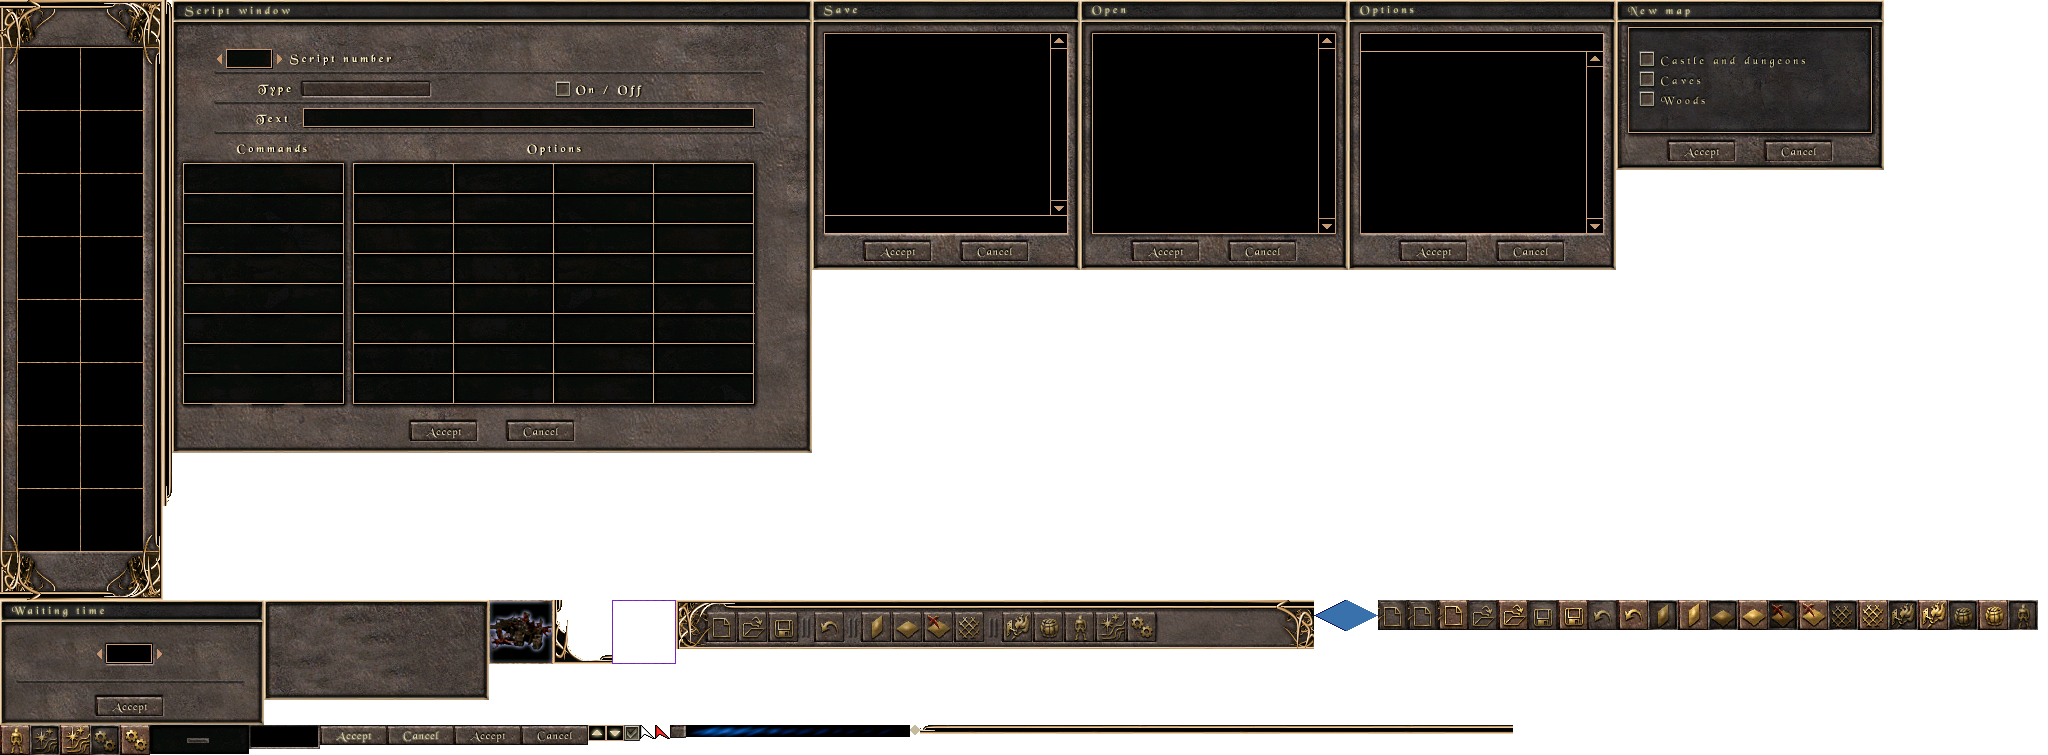 Script window
Script number
Type
On / Off
Text
Commands
Options
Accept
Cancel
Save
Accept
Cancel
Open
Accept
Cancel
Options
Accept
Cancel
New map
Castle and dungeons
Caves
Woods
Accept
Cancel
Waiting time
Accept
Accept
Cancel
Accept
Cancel